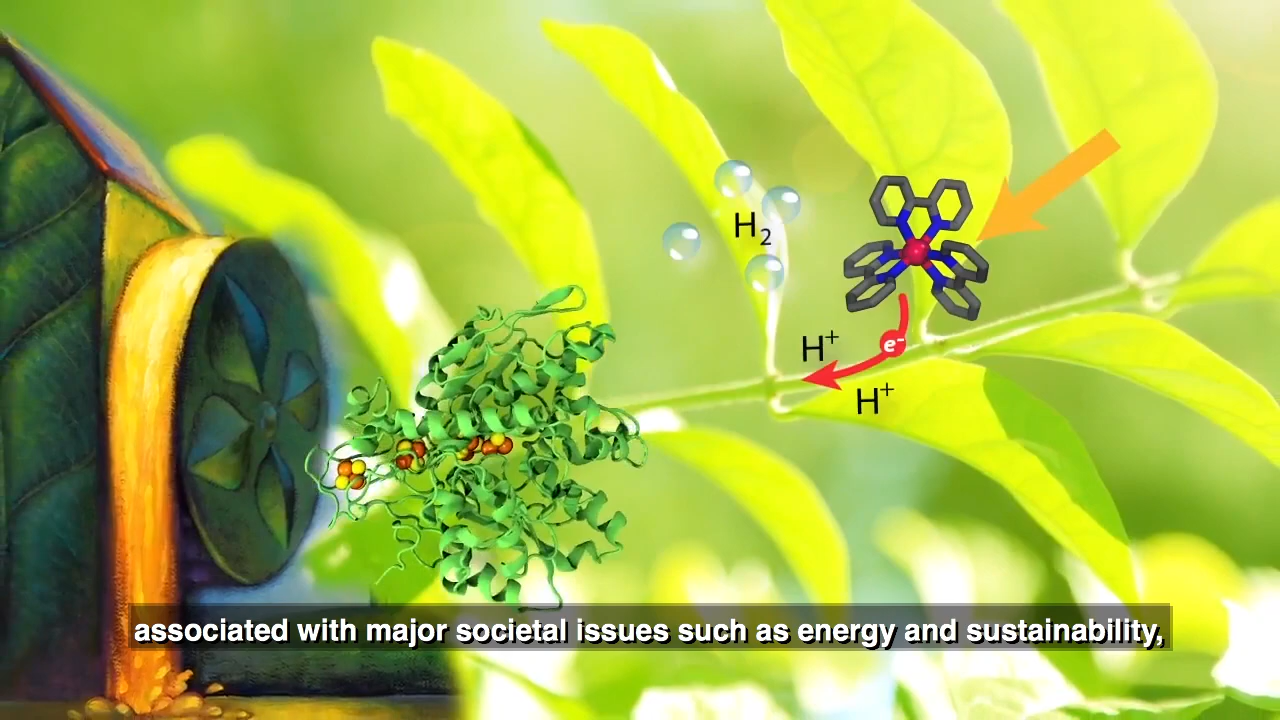 H₂
H⁺
e⁻
H⁺
associated with major societal issues such as energy and sustainability,